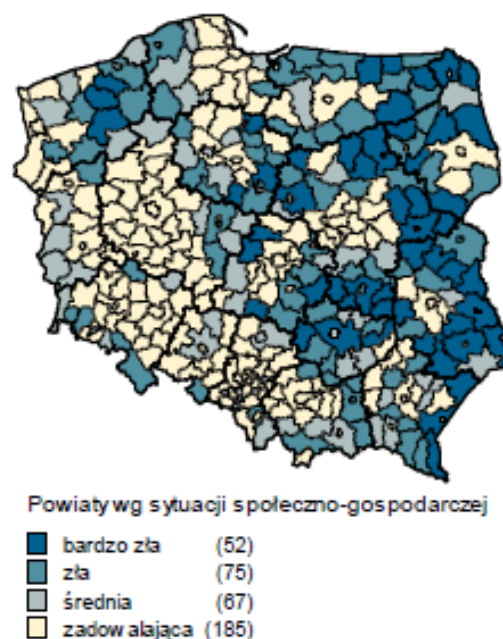 Powiaty wg sytuacji społeczno-gospodarczej
bardzo zła (52)
zła (75)
średnia (67)
zadowalająca (185)